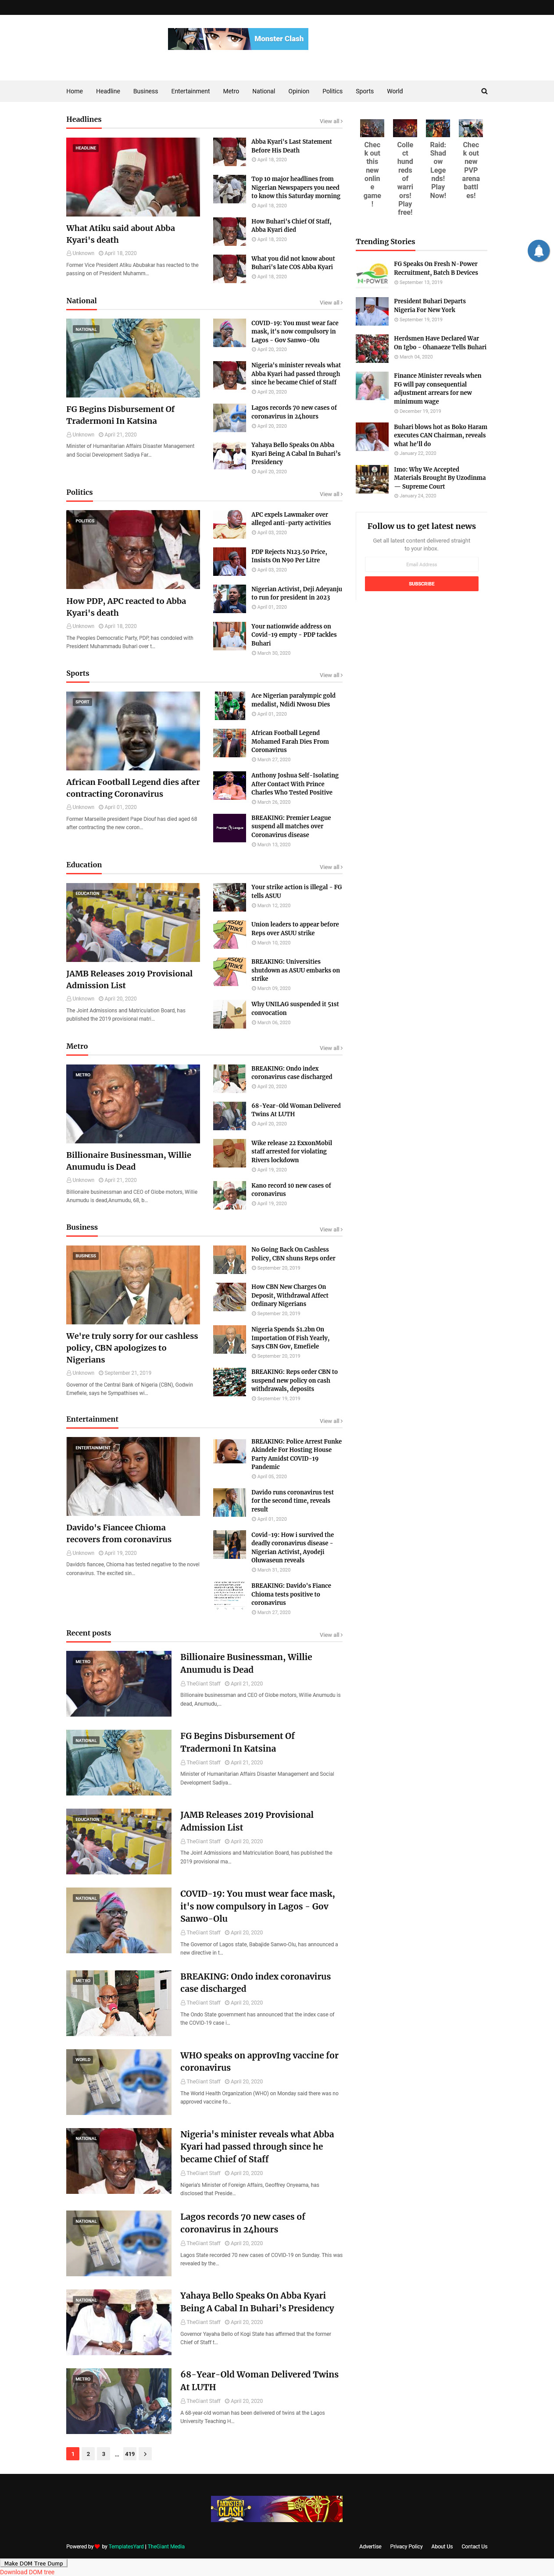 Monster Clash
Home
Headline
Business
Entertainment
Metro
National
Opinion
Politics
Sports
World
Headlines
View all
HEADLINE
What Atiku said about Abba
Kyari's death
Unknown April 18, 2020
Former Vice President Atiku Abubakar has reacted to the
passing on of President Muhamm...
Abba Kyari's Last Statement
Before His Death
April 18, 2020
Top 10 major headlines from
Nigerian Newspapers you need
to know this Saturday morning
April 18, 2020
How Buhari's Chief Of Staff,
Abba Kyari died
April 18, 2020
What you did not know about
Buhari's late COS Abba Kyari
April 18, 2020
National
View all
NATIONAL
FG Begins Disbursement Of
Tradermoni In Katsina
Unknown April 21, 2020
Minister of Humanitarian Affairs Disaster Management
and Social Development Sadiya Far...
COVID-19: You must wear face
mask, it's now compulsory in
Lagos - Gov Sanwo-Olu
April 20, 2020
Nigeria's minister reveals what
Abba Kyari had passed through
since he became Chief of Staff
April 20, 2020
Lagos records 70 new cases of
coronavirus in 24hours
April 20, 2020
Yahaya Bello Speaks On Abba
Kyari Being A Cabal In Buhari's
Presidency
April 20, 2020
Politics
View all
POLITICS
How PDP, APC reacted to Abba
Kyari's death
Unknown April 18, 2020
The Peoples Democratic Party, PDP, has condoled with
President Muhammadu Buhari over t...
APC expels Lawmaker over
alleged anti-party activities
April 03, 2020
PDP Rejects N123.50 Price,
Insists On N90 Per Litre
April 02, 2020
Nigerian Activist, Deji Adeyanju
to run for president in 2023
April 01, 2020
Your nationwide address on
Covid-19 empty - PDP tackles
Buhari
March 30, 2020
Sports
View all
SPORT
African Football Legend dies after
contracting Coronavirus
Unknown April 01, 2020
Former Marseille president Pape Diouf has died aged 68
after contracting the new coron...
Ace Nigerian paralympic gold
medalist, Ndidi Nwosu Dies
April 01, 2020
African Football Legend
Mohamed Farah Dies From
Coronavirus
March 27, 2020
Anthony Joshua Self-Isolating
After Contact With Prince
Charles Who Tested Positive
March 26, 2020
Premier League
BREAKING: Premier League
suspend all matches over
Coronavirus disease
March 13, 2020
Education
View all
EDUCATION
JAMB Releases 2019 Provisional
Admission List
Unknown April 20, 2020
The Joint Admissions and Matriculation Board, has
published the 2019 provisional matri...
Your strike action is illegal - FG
tells ASUU
March 12, 2020
Union leaders to appear before
Reps over ASUU strike
March 10, 2020
BREAKING: Universities
shutdown as ASUU embarks on
strike
March 09, 2020
Why UNILAG suspended it 51st
convocation
March 06, 2020
Metro
View all
METRO
Billionaire Businessman, Willie
Anumudu is Dead
Unknown April 21, 2020
Billionaire businessman and CEO of Globe motors, Willie
Anumudu is dead,Anumudu, 68, b...
BREAKING: Ondo index
coronavirus case discharged
April 20, 2020
68-Year-Old Woman Delivered
Twins At LUTH
April 20, 2020
Wike release 22 ExxonMobil
staff arrested for violating
Rivers lockdown
April 19, 2020
Kano record 10 new cases of
coronavirus
April 19, 2020
Business
View all
BUSINESS
We're truly sorry for our cashless
policy, CBN apologizes to
Nigerians
Unknown September 21, 2019
Governor of the Central Bank of Nigeria (CBN), Godwin
Emefiele, says he Sympathises wi...
No Going Back On Cashless
Policy, CBN shuns Reps order
September 20, 2019
How CBN New Charges On
Deposit, Withdrawal Affect
Ordinary Nigerians
September 20, 2019
Nigeria Spends $1.2bn On
Importation Of Fish Yearly,
Says CBN Gov, Emefiele
September 20, 2019
BREAKING: Reps order CBN to
suspend new policy on cash
withdrawals, deposits
September 19, 2019
Entertainment
View all
ENTERTAINMENT
Davido's Fiancee Chioma
recovers from coronavirus
Unknown April 19, 2020
Davido's fiancée, Chioma has tested negative to the novel
coronavirus. The excited sin...
BREAKING: Police Arrest Funke
Akindele For Hosting House
Party Amidst COVID-19
Pandemic
April 05, 2020
Davido runs coronavirus test
for the second time, reveals
result
April 01, 2020
Covid-19: How i survived the
deadly coronavirus disease -
Nigerian Activist, Ayodeji
Oluwaseun reveals
March 31, 2020
BREAKING: Davido's Fiance
Chioma tests positive to
coronavirus
March 27, 2020
Recent posts
View all
METRO
Billionaire Businessman, Willie
Anumudu is Dead
TheGiant Staff April 21, 2020
Billionaire businessman and CEO of Globe motors, Willie Anumudu is
dead, Anumudu,...
NATIONAL
FG Begins Disbursement Of
Tradermoni In Katsina
TheGiant Staff April 21, 2020
Minister of Humanitarian Affairs Disaster Management and Social
Development Sadiya...
EDUCATION
JAMB Releases 2019 Provisional
Admission List
TheGiant Staff April 20, 2020
The Joint Admissions and Matriculation Board, has published the
2019 provisional ma...
NATIONAL
COVID-19: You must wear face mask,
it's now compulsory in Lagos - Gov
Sanwo-Olu
TheGiant Staff April 20, 2020
The Governor of Lagos state, Babajide Sanwo-Olu, has announced a
new directive in t...
METRO
BREAKING: Ondo index coronavirus
case discharged
TheGiant Staff April 20, 2020
The Ondo State government has announced that the index case of
the COVID-19 case i...
WORLD
WHO speaks on approvIng vaccine for
coronavirus
TheGiant Staff April 20, 2020
The World Health Organization (WHO) on Monday said there was no
approved vaccine fo...
NATIONAL
Nigeria's minister reveals what Abba
Kyari had passed through since he
became Chief of Staff
TheGiant Staff April 20, 2020
Nigeria's Minister of Foreign Affairs, Geoffrey Onyeama, has
disclosed that Preside...
NATIONAL
Lagos records 70 new cases of
coronavirus in 24hours
TheGiant Staff April 20, 2020
Lagos State recorded 70 new cases of COVID-19 on Sunday. This was
revealed by the...
NATIONAL
Yahaya Bello Speaks On Abba Kyari
Being A Cabal In Buhari's Presidency
TheGiant Staff April 20, 2020
Governor Yayaha Bello of Kogi State has affirmed that the former
Chief of Staff t...
METRO
68-Year-Old Woman Delivered Twins
At LUTH
TheGiant Staff April 20, 2020
A 68-year-old woman has been delivered of twins at the Lagos
University Teaching H...
1 2 3 ... 419
Chec
k out
this
new
onlin
e
game
!
Colle
ct
hund
reds
of
warri
ors!
Play
free!
Raid:
Shad
ow
Lege
nds!
Play
Now!
Chec
k out
new
PVP
arena
battl
es!
Trending Stories
N-POWER
FG Speaks On Fresh N-Power
Recruitment, Batch B Devices
September 15, 2019
President Buhari Departs
Nigeria For New York
September 19, 2019
Herdsmen Have Declared War
On Igbo - Ohanaeze Tells Buhari
March 04, 2020
Finance Minister reveals when
FG will pay consequential
adjustment arrears for new
minimum wage
December 19, 2019
Buhari blows hot as Boko Haram
executes CAN Chairman, reveals
what he'll do
January 22, 2020
Imo: Why We Accepted
Materials Brought By Uzodinma
— Supreme Court
January 24, 2020
Follow us to get latest news
Get all latest content delivered straight
to your inbox.
Email Address
SUBSCRIBE
MONSTER
CLASH
Powered by by TemplatesYard | TheGiant Media
Advertise
Privacy Policy
About Us
Contact Us
Make DOM Tree Dump
Download DOM tree